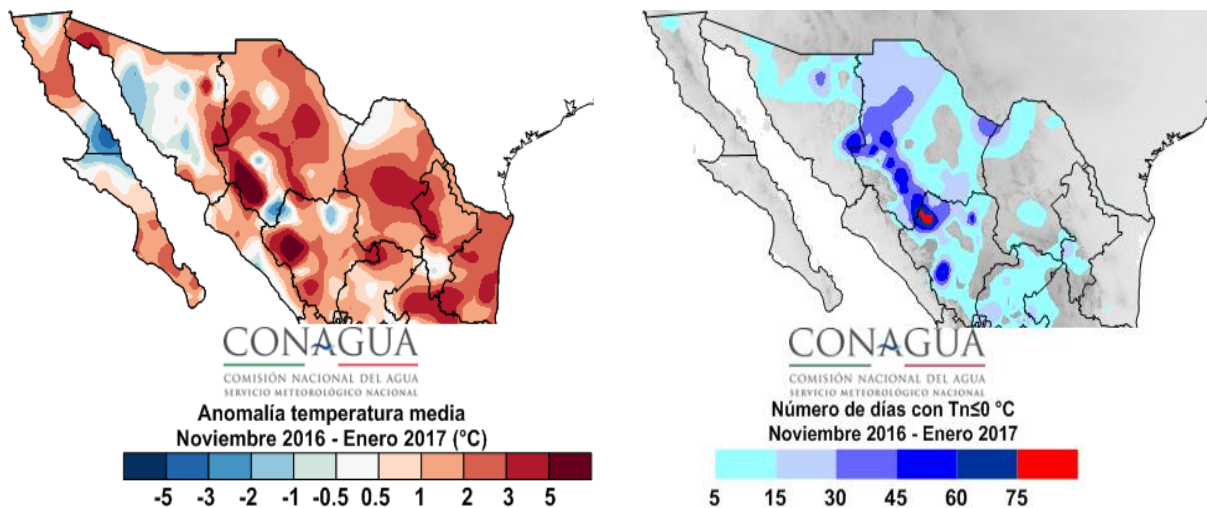 CONAGUA
COMISIÓN NACIONAL DEL AGUA
SERVICIO METEOROLÓGICO NACIONAL
Anomalía temperatura media
Noviembre 2016 - Enero 2017 (°C)
-5 -3 -2 -1 -0.5 0.5 1 2 3 5
CONAGUA
COMISIÓN NACIONAL DEL AGUA
SERVICIO METEOROLÓGICO NACIONAL
Número de días con Tn≤0 °C
Noviembre 2016 - Enero 2017
5 15 30 45 60 75